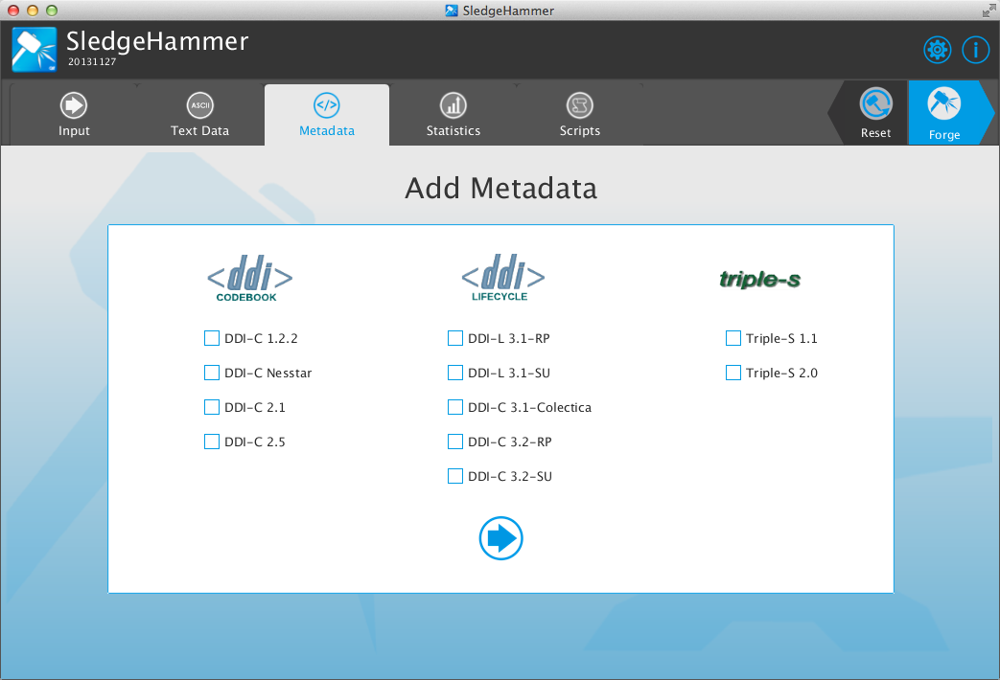 SledgeHammer
SledgeHammer
20131127
Input
ASCII
Text Data
</>
Metadata
Statistics
Scripts
Reset
Forge
i
Add Metadata
<ddi>
CODEBOOK
<ddi>
LIFECYCLE
triple-s
DDI-C 1.2.2
DDI-C Nesstar
DDI-C 2.1
DDI-C 2.5
DDI-L 3.1-RP
DDI-L 3.1-SU
DDI-C 3.1-Colectica
DDI-C 3.2-RP
DDI-C 3.2-SU
Triple-S 1.1
Triple-S 2.0